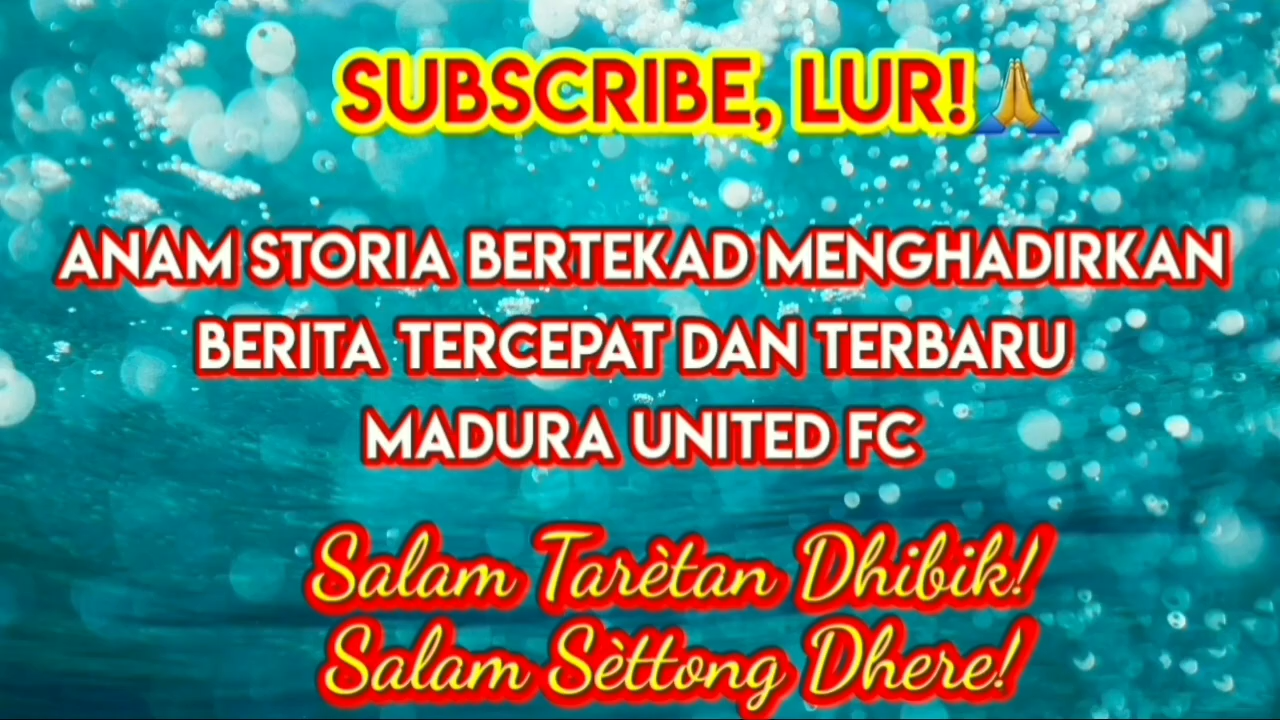 SUBSCRIBE, LUR!🙏
ANAM STORIA BERTEKAD MENGHADIRKAN
BERITA TERCEPAT DAN TERBARU
MADURA UNITED FC
Salam Tarètan Dhibik!
Salam Sèttong Dhere!